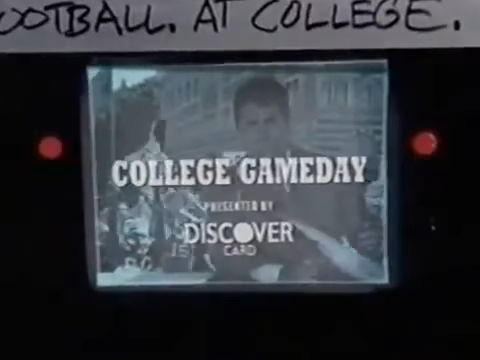 OOTBALL. AT COLLEGE.
COLLEGE GAMEDAY
PRESENTED BY
DISCOVER
CARD